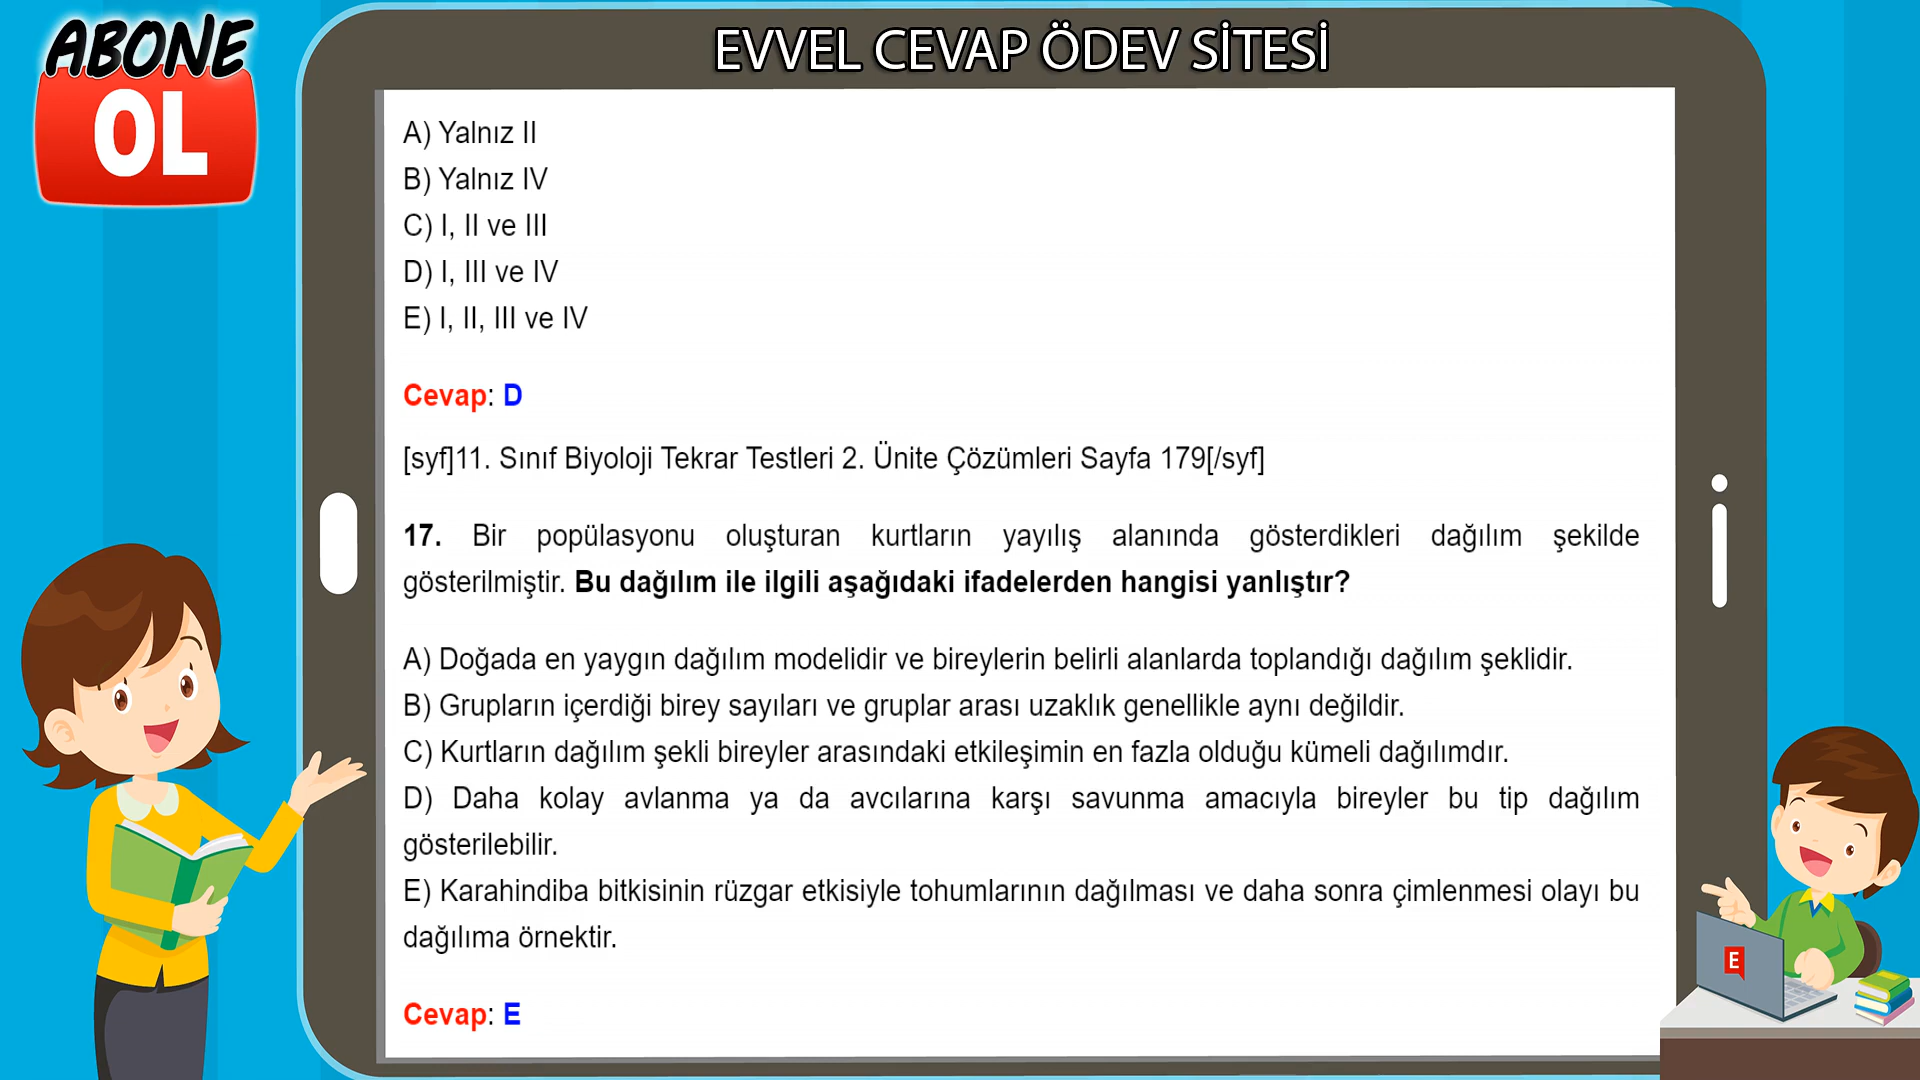 ABONE
OL
EVVEL CEVAP ÖDEV SİTESİ
A) Yalnız II
B) Yalnız IV
C) I, II ve III
D) I, III ve IV
E) I, II, III ve IV
Cevap: D
[syf]11. Sınıf Biyoloji Tekrar Testleri 2. Ünite Çözümleri Sayfa 179[/syf]
17. Bir popülasyonu oluşturan kurtların yayılış alanında gösterdikleri dağılım şekilde
gösterilmiştir. Bu dağılım ile ilgili aşağıdaki ifadelerden hangisi yanlıştır?
A) Doğada en yaygın dağılım modelidir ve bireylerin belirli alanlarda toplandığı dağılım şeklidir.
B) Grupların içerdiği birey sayıları ve gruplar arası uzaklık genellikle aynı değildir.
C) Kurtların dağılım şekli bireyler arasındaki etkileşimin en fazla olduğu kümeli dağılımdır.
D) Daha kolay avlanma ya da avcılarına karşı savunma amacıyla bireyler bu tip dağılım
gösterilebilir.
E) Karahindiba bitkisinin rüzgar etkisiyle tohumlarının dağılması ve daha sonra çimlenmesi olayı bu
dağılıma örnektir.
Cevap: E
E